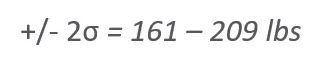 +/- 2σ = 161 – 209 lbs